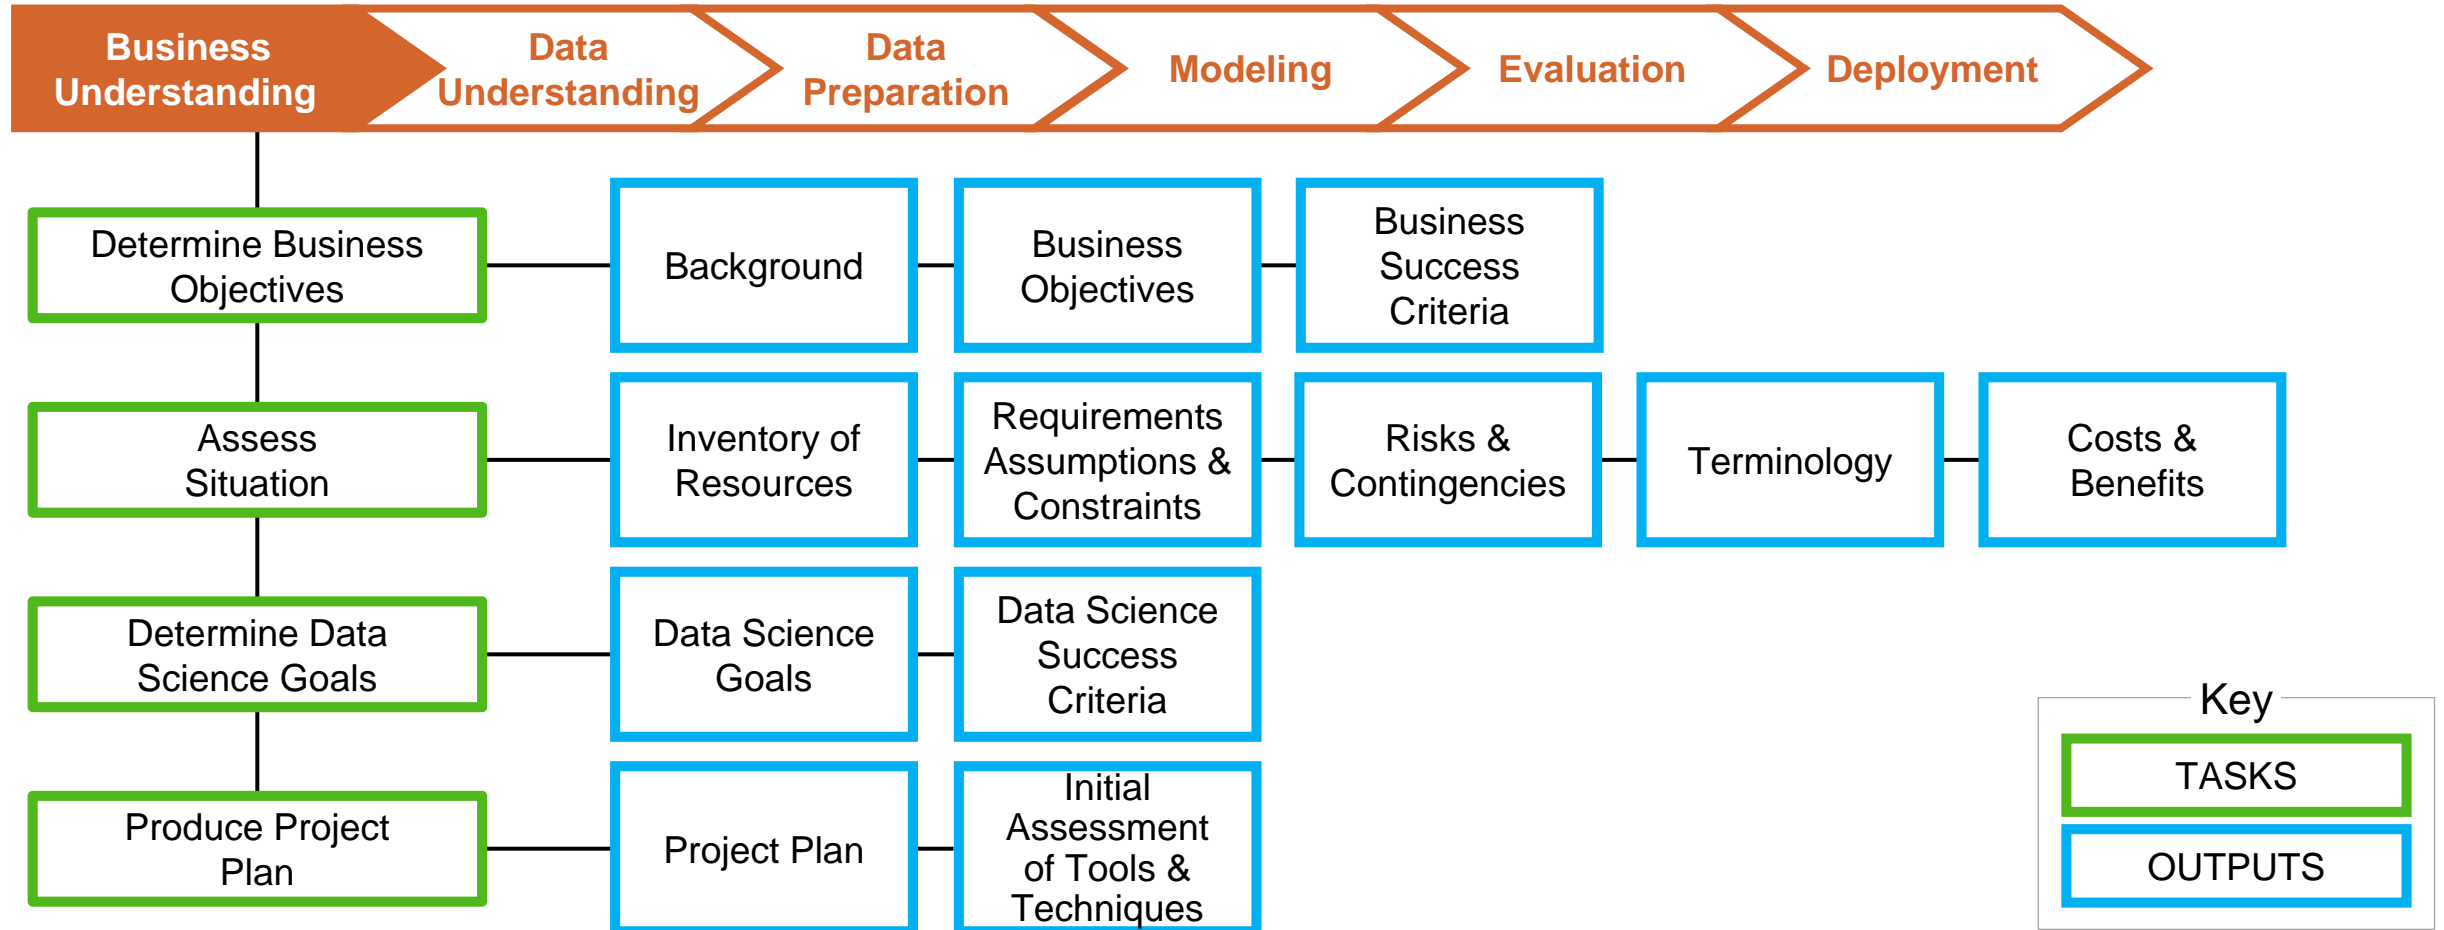 Business
Understanding
Data
Understanding
Data
Preparation
Modeling
Evaluation
Deployment
Determine Business
Objectives
Background
Business
Objectives
Business
Success
Criteria
Assess
Situation
Inventory of
Resources
Requirements
Assumptions &
Constraints
Risks &
Contingencies
Terminology
Costs &
Benefits
Determine Data
Science Goals
Data Science
Goals
Data Science
Success
Criteria
Produce Project
Plan
Project Plan
Initial
Assessment
of Tools &
Techniques
Key
TASKS
OUTPUTS